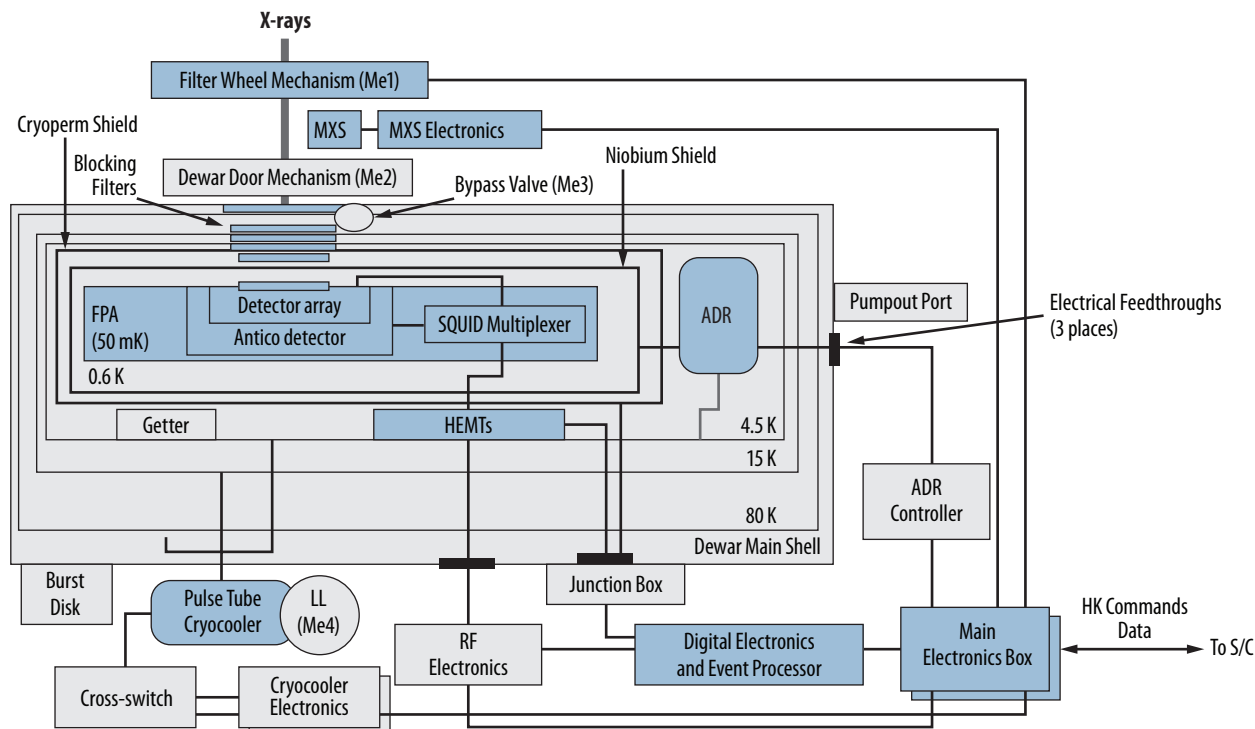 X-rays
Filter Wheel Mechanism (Me1)
Cryoperm Shield
MXS
MXS Electronics
Niobium Shield
Blocking
Filters
Dewar Door Mechanism (Me2)
Bypass Valve (Me3)
FPA
(50 mK)
Detector array
Antico detector
SQUID Multiplexer
ADR
Pumpout Port
Electrical Feedthroughs
(3 places)
0.6 K
Getter
HEMTs
4.5 K
15 K
80 K
Dewar Main Shell
ADR
Controller
Burst
Disk
Pulse Tube
Cryocooler
LL
(Me4)
Junction Box
RF
Electronics
Digital Electronics
and Event Processor
Main
Electronics Box
HK Commands
Data
To S/C
Cross-switch
Cryocooler
Electronics